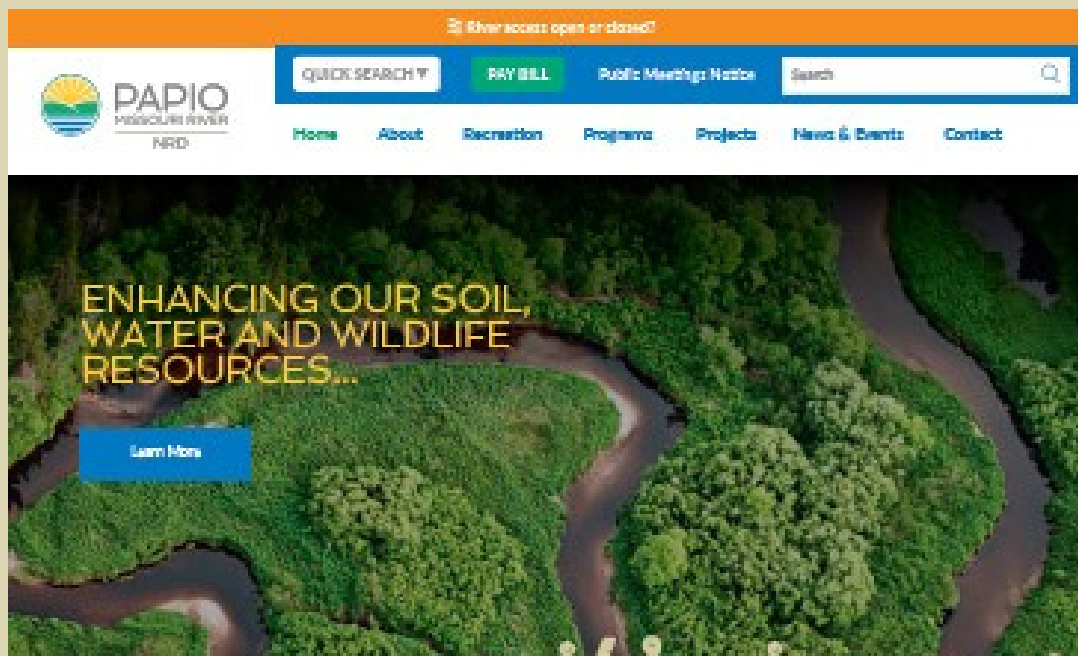 River access open or closed?
QUICK SEARCH ▼
PAY BILL
Public Meetings Notice
Search
PAPIO
MISSOURI RIVER
NRD
Home
About
Recreation
Programs
Projects
News & Events
Contact
ENHANCING OUR SOIL,
WATER AND WILDLIFE
RESOURCES...
Learn More